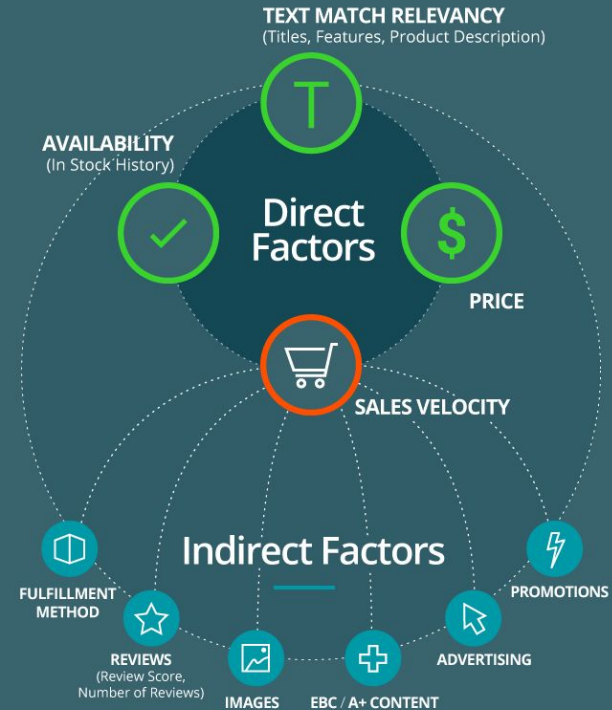 TEXT MATCH RELEVANCY
(Titles, Features, Product Description)
AVAILABILITY
(In Stock History)
T
Direct
Factors
$
PRICE
SALES VELOCITY
Indirect Factors
FULFILLMENT
METHOD
PROMOTIONS
REVIEWS
(Review Score,
Number of Reviews)
ADVERTISING
IMAGES
EBC / A+ CONTENT